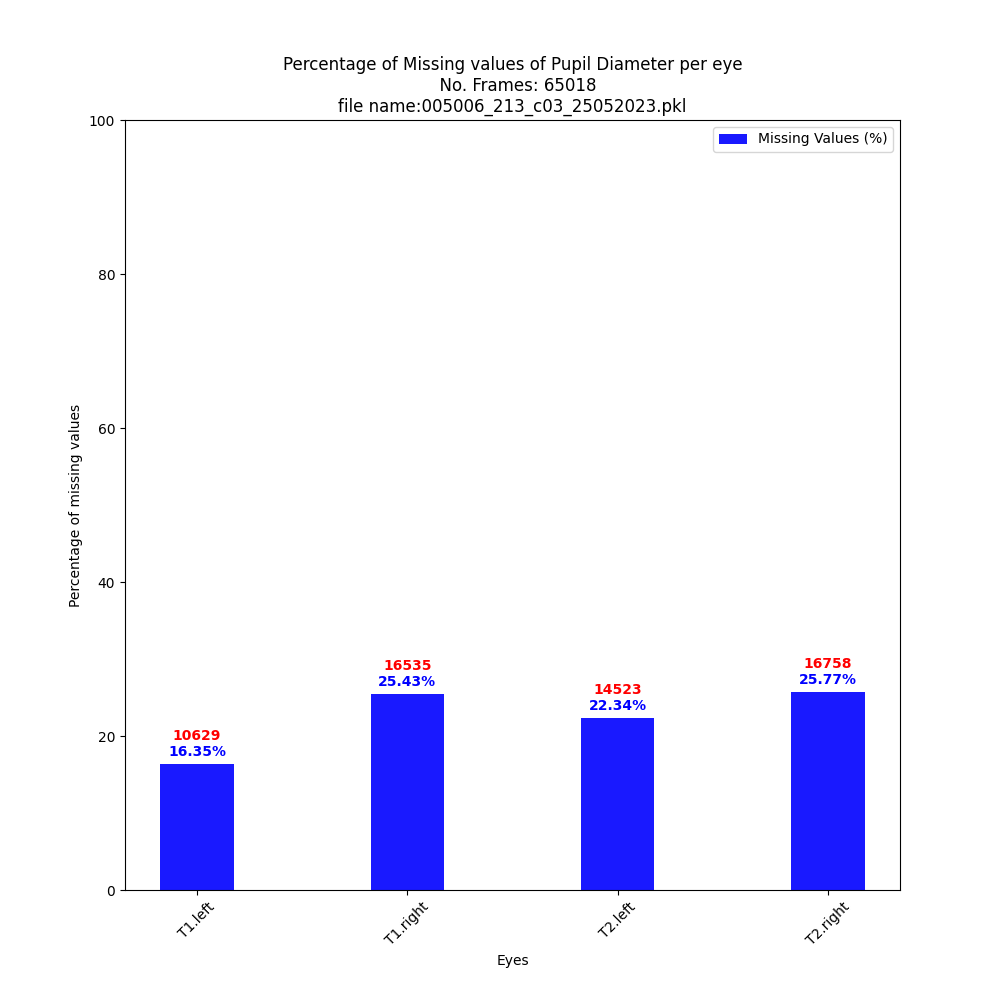 Percentage of Missing values of Pupil Diameter per eye
No. Frames: 65018
file name:005006_213_c03_25052023.pkl
Missing Values (%)
100
80
60
40
20
0
Percentage of missing values
10629
16.35%
16535
25.43%
14523
22.34%
16758
25.77%
T1.left
T1.right
T2.left
T2.right
Eyes